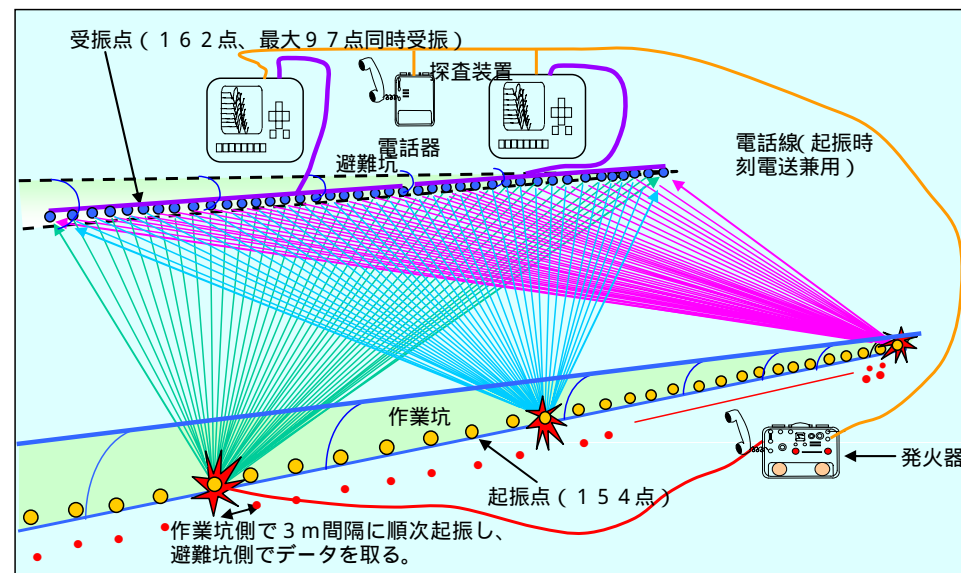 受振点(162点、最大97点同時受振)
探査装置
電話器
避難坑
電話線(起振時
刻電送兼用)
作業坑
発火器
起振点(154点)
作業坑側で3m間隔に順次起振し、
避難坑側でデータを取る。